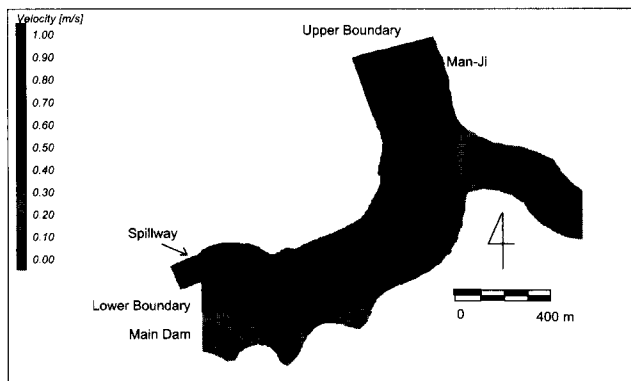 Velocity [m/s]
1.00
0.90
0.80
0.70
0.60
0.50
0.40
0.30
0.20
0.10
0.00
Upper Boundary
Man-Ji
Spillway
Lower Boundary
Main Dam
0 400 m